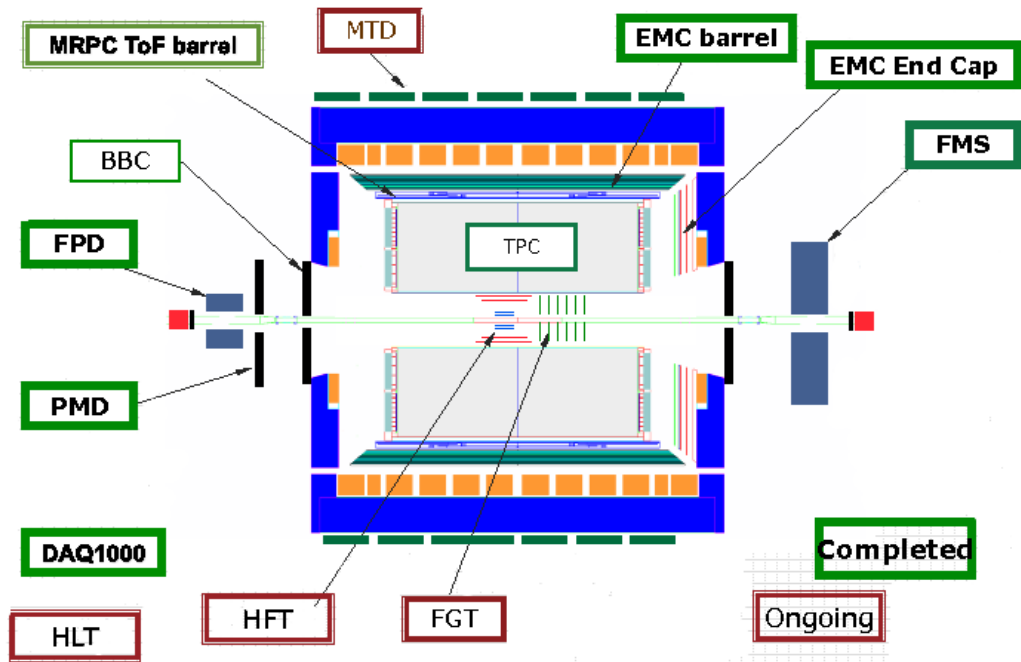 MTD
MRPC ToF barrel
EMC barrel
EMC End Cap
FMS
BBC
FPD
TPC
PMD
DAQ1000
Completed
HLT
HFT
FGT
Ongoing